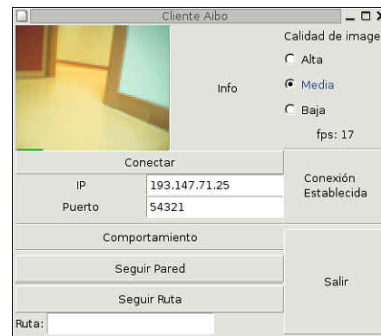 Cliente Aibo
Calidad de image
Alta
Info
Media
Baja
fps: 17
Conectar
IP 193.147.71.25
Puerto 54321
Conexión
Establecida
Comportamiento
Seguir Pared
Seguir Ruta
Salir
Ruta: